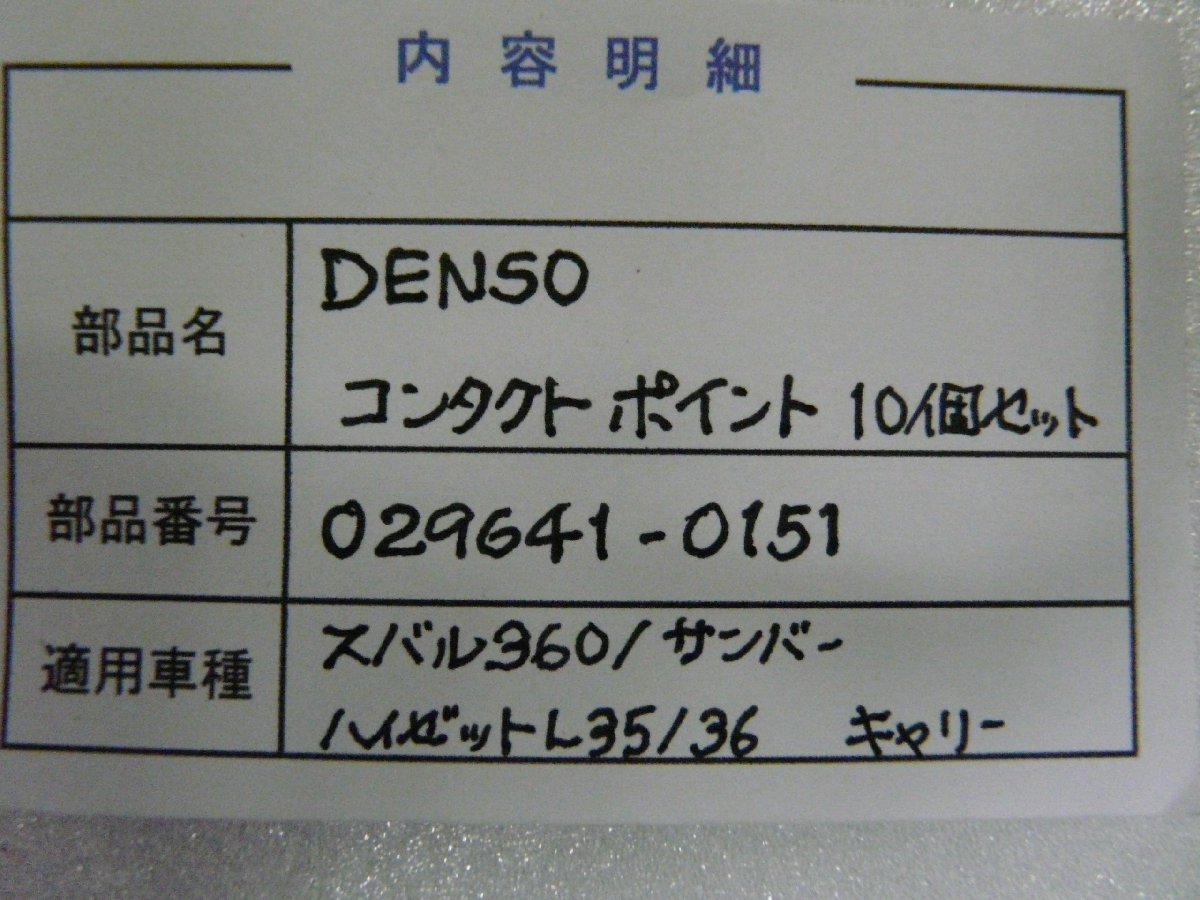 内容明細
部品名
DENSO
コンタクト ポイント 10個セット
部品番号
029641-0151
適用車種
スバル360/サンバー
ハイゼットL35/36 キャリー